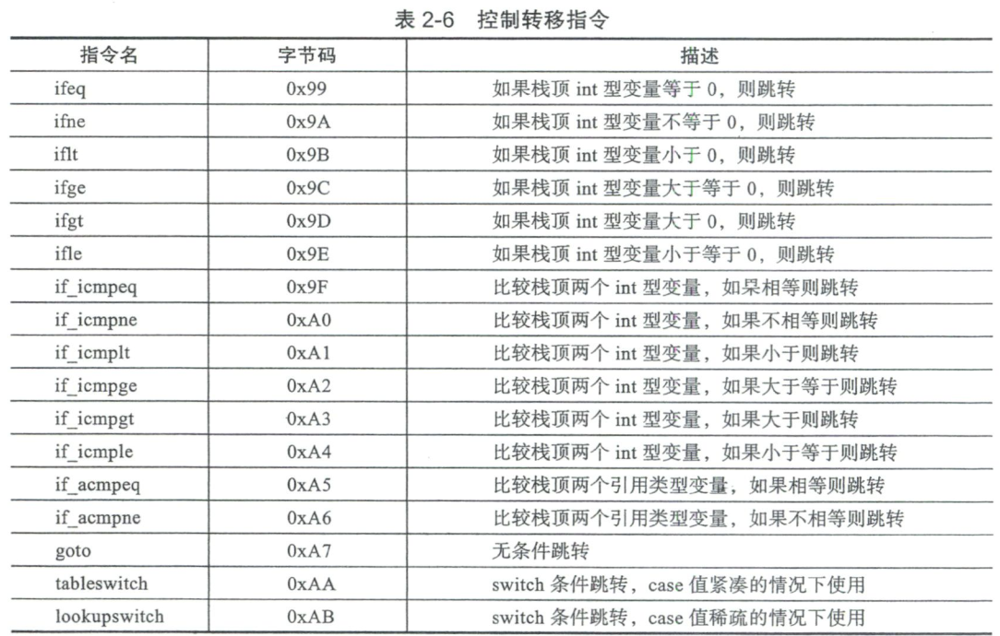 表 2-6 控制转移指令
指令名 字节码 描述
ifeq 0x99 如果栈顶 int 型变量等于 0，则跳转
ifne 0x9A 如果栈顶 int 型变量不等于 0，则跳转
iflt 0x9B 如果栈顶 int 型变量小于 0，则跳转
ifge 0x9C 如果栈顶 int 型变量大于等于 0，则跳转
ifgt 0x9D 如果栈顶 int 型变量大于 0，则跳转
ifle 0x9E 如果栈顶 int 型变量小于等于 0，则跳转
if_icmpeq 0x9F 比较栈顶两个 int 型变量，如果相等则跳转
if_icmpne 0xA0 比较栈顶两个 int 型变量，如果不相等则跳转
if_icmplt 0xA1 比较栈顶两个 int 型变量，如果小于则跳转
if_icmpge 0xA2 比较栈顶两个 int 型变量，如果大于等于则跳转
if_icmpgt 0xA3 比较栈顶两个 int 型变量，如果大于则跳转
if_icmple 0xA4 比较栈顶两个 int 型变量，如果小于等于则跳转
if_acmpeq 0xA5 比较栈顶两个引用类型变量，如果相等则跳转
if_acmpne 0xA6 比较栈顶两个引用类型变量，如果不相等则跳转
goto 0xA7 无条件跳转
tableswitch 0xAA switch 条件跳转，case 值紧凑的情况下使用
lookupswitch 0xAB switch 条件跳转，case 值稀疏的情况下使用